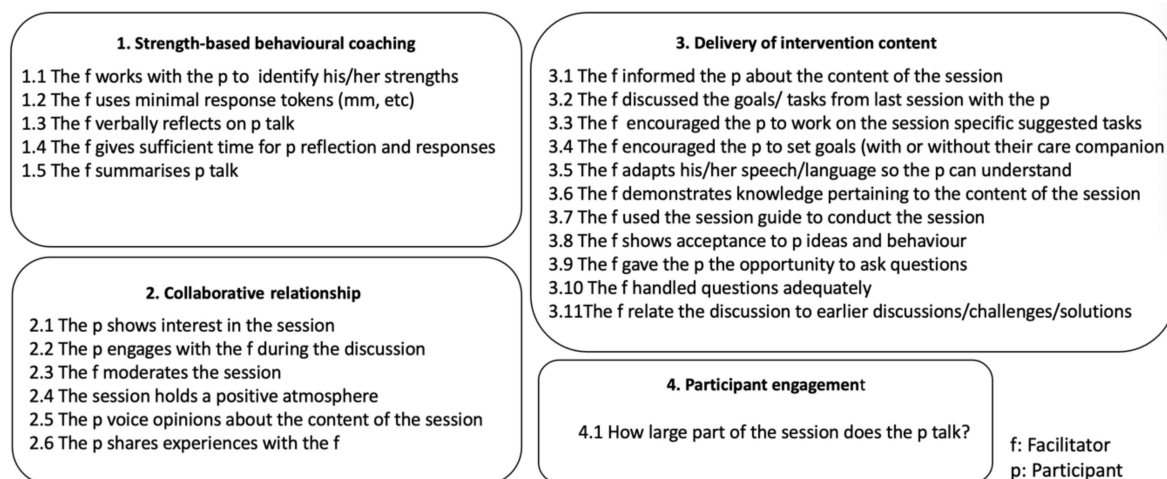 1. Strength-based behavioural coaching
1.1 The f works with the p to identify his/her strengths
1.2 The f uses minimal response tokens (mm, etc)
1.3 The f verbally reflects on p talk
1.4 The f gives sufficient time for p reflection and responses
1.5 The f summarises p talk
2. Collaborative relationship
2.1 The p shows interest in the session
2.2 The p engages with the f during the discussion
2.3 The f moderates the session
2.4 The session holds a positive atmosphere
2.5 The p voice opinions about the content of the session
2.6 The p shares experiences with the f
3. Delivery of intervention content
3.1 The f informed the p about the content of the session
3.2 The f discussed the goals/ tasks from last session with the p
3.3 The f encouraged the p to work on the session specific suggested tasks
3.4 The f encouraged the p to set goals (with or without their care companion
3.5 The f adapts his/her speech/language so the p can understand
3.6 The f demonstrates knowledge pertaining to the content of the session
3.7 The f used the session guide to conduct the session
3.8 The f shows acceptance to p ideas and behaviour
3.9 The f gave the p the opportunity to ask questions
3.10 The f handled questions adequately
3.11The f relate the discussion to earlier discussions/challenges/solutions
4. Participant engagement
4.1 How large part of the session does the p talk?
f: Facilitator
p: Participant